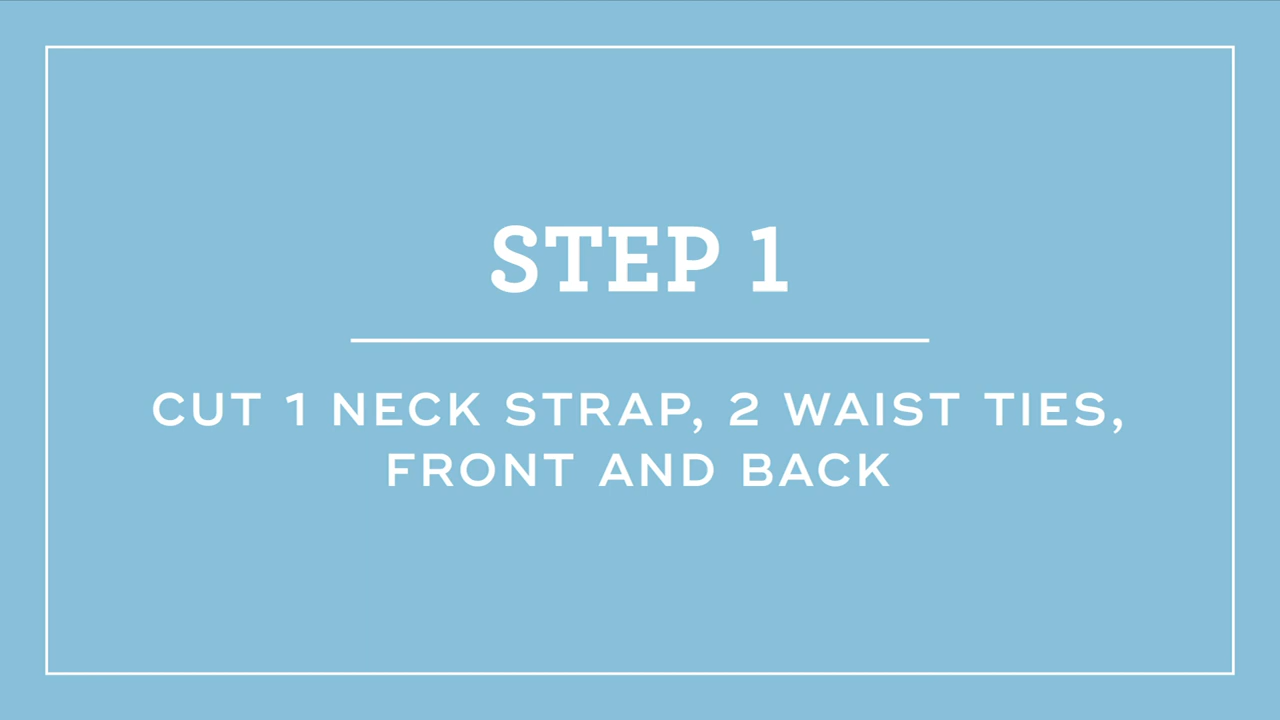 STEP 1
CUT 1 NECK STRAP, 2 WAIST TIES,
FRONT AND BACK